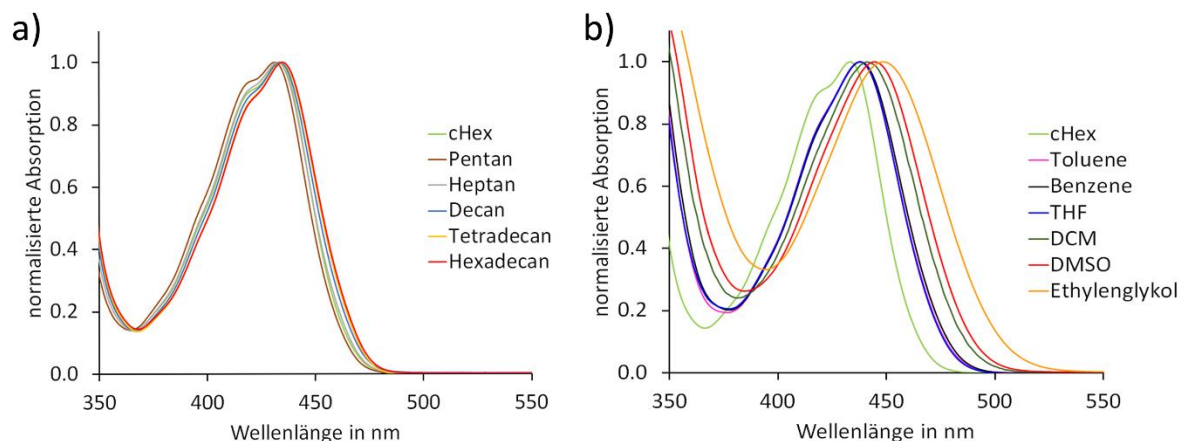 a)
normalisierte Absorption
1.0
0.8
0.6
0.4
0.2
0.0
350
400
450
500
550
Wellenlänge in nm
cHex
Pentan
Heptan
Decan
Tetradecan
Hexadecan
b)
normalisierte Absorption
1.0
0.8
0.6
0.4
0.2
0.0
350
400
450
500
550
Wellenlänge in nm
cHex
Toluene
Benzene
THF
DCM
DMSO
Ethylenglykol